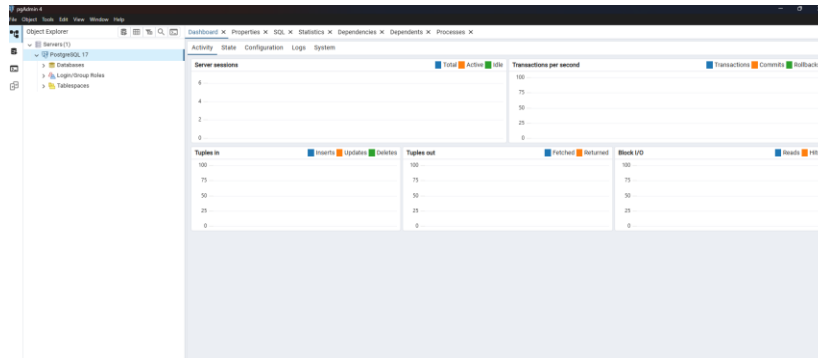 pgAdmin 4
File Object Tools Edit View Window Help
Object Explorer
Dashboard Properties SQL Statistics Dependencies Dependents Processes
Servers (1)
PostgreSQL 17
Databases
Login/Group Roles
Tablespaces
Activity State Configuration Logs System
Server sessions Total Active Idle
6
4
2
0
Transactions per second Transactions Commits Rollback
100
75
50
25
0
Tuples in Inserts Updates Deletes
100
75
50
25
0
Tuples out Fetched Returned
100
75
50
25
0
Block I/O Reads Hit
100
75
50
25
0